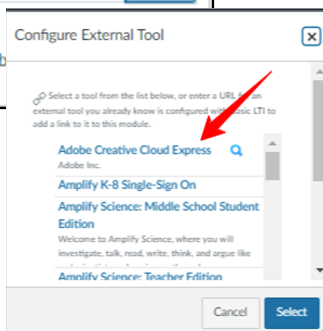 Configure External Tool
Select a tool from the list below, or enter a URL for an
external tool you already know is configured with Basic LTI to
add a link to it to this module.
Adobe Creative Cloud Express
Adobe Inc.
Amplify K-8 Single-Sign On
Amplify Science: Middle School Student
Edition
Welcome to Amplify Science, where you will
investigate, talk, read, write, think, and argue like
Amplify Science: Teacher Edition
Cancel
Select